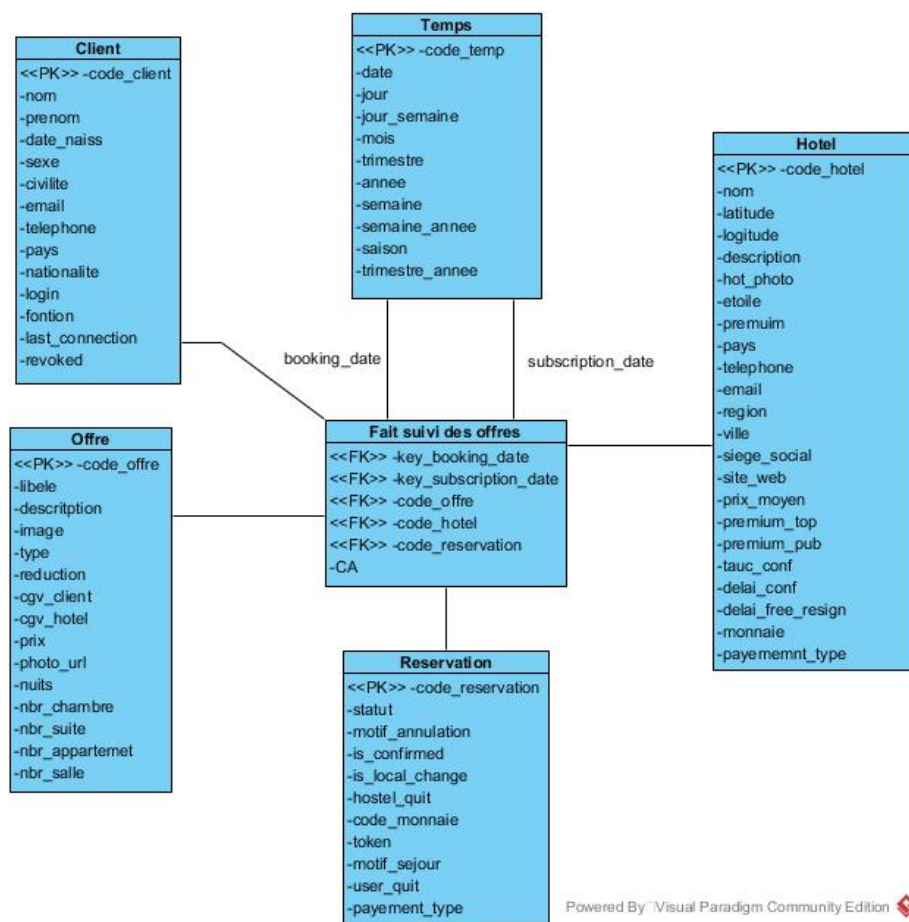 Client
<<PK>> -code_client
-nom
-prenom
-date_naiss
-sexe
-civilite
-email
-telephone
-pays
-nationalite
-login
-fontion
-last_connection
-revoked
Temps
<<PK>> -code_temp
-date
-jour
-jour_semaine
-mois
-trimestre
-annee
-semaine
-semaine_annee
-saison
-trimestre_annee
Hotel
<<PK>> -code_hotel
-nom
-latitude
-logitude
-description
-hot_photo
-etoile
-premuim
-pays
-telephone
-email
-region
-ville
-siege_social
-site_web
-prix_moyen
-premium_top
-premium_pub
-tauc_conf
-delai_conf
-delai_free_resign
-monnaie
-payememnt_type
booking_date
subscription_date
Offre
<<PK>> -code_offre
-libele
-descritption
-image
-type
-reduction
-cgv_client
-cgv_hotel
-prix
-photo_url
-nuits
-nbr_chambre
-nbr_suite
-nbr_appartemet
-nbr_salle
Fait suivi des offres
<<FK>> -key_booking_date
<<FK>> -key_subscription_date
<<FK>> -code_offre
<<FK>> -code_hotel
<<FK>> -code_reservation
-CA
Reservation
<<PK>> -code_reservation
-statut
-motif_annulation
-is_confirmed
-is_local_change
-hostel_quit
-code_monnaie
-token
-motif_sejour
-user_quit
-payement_type
Powered By Visual Paradigm Community Edition